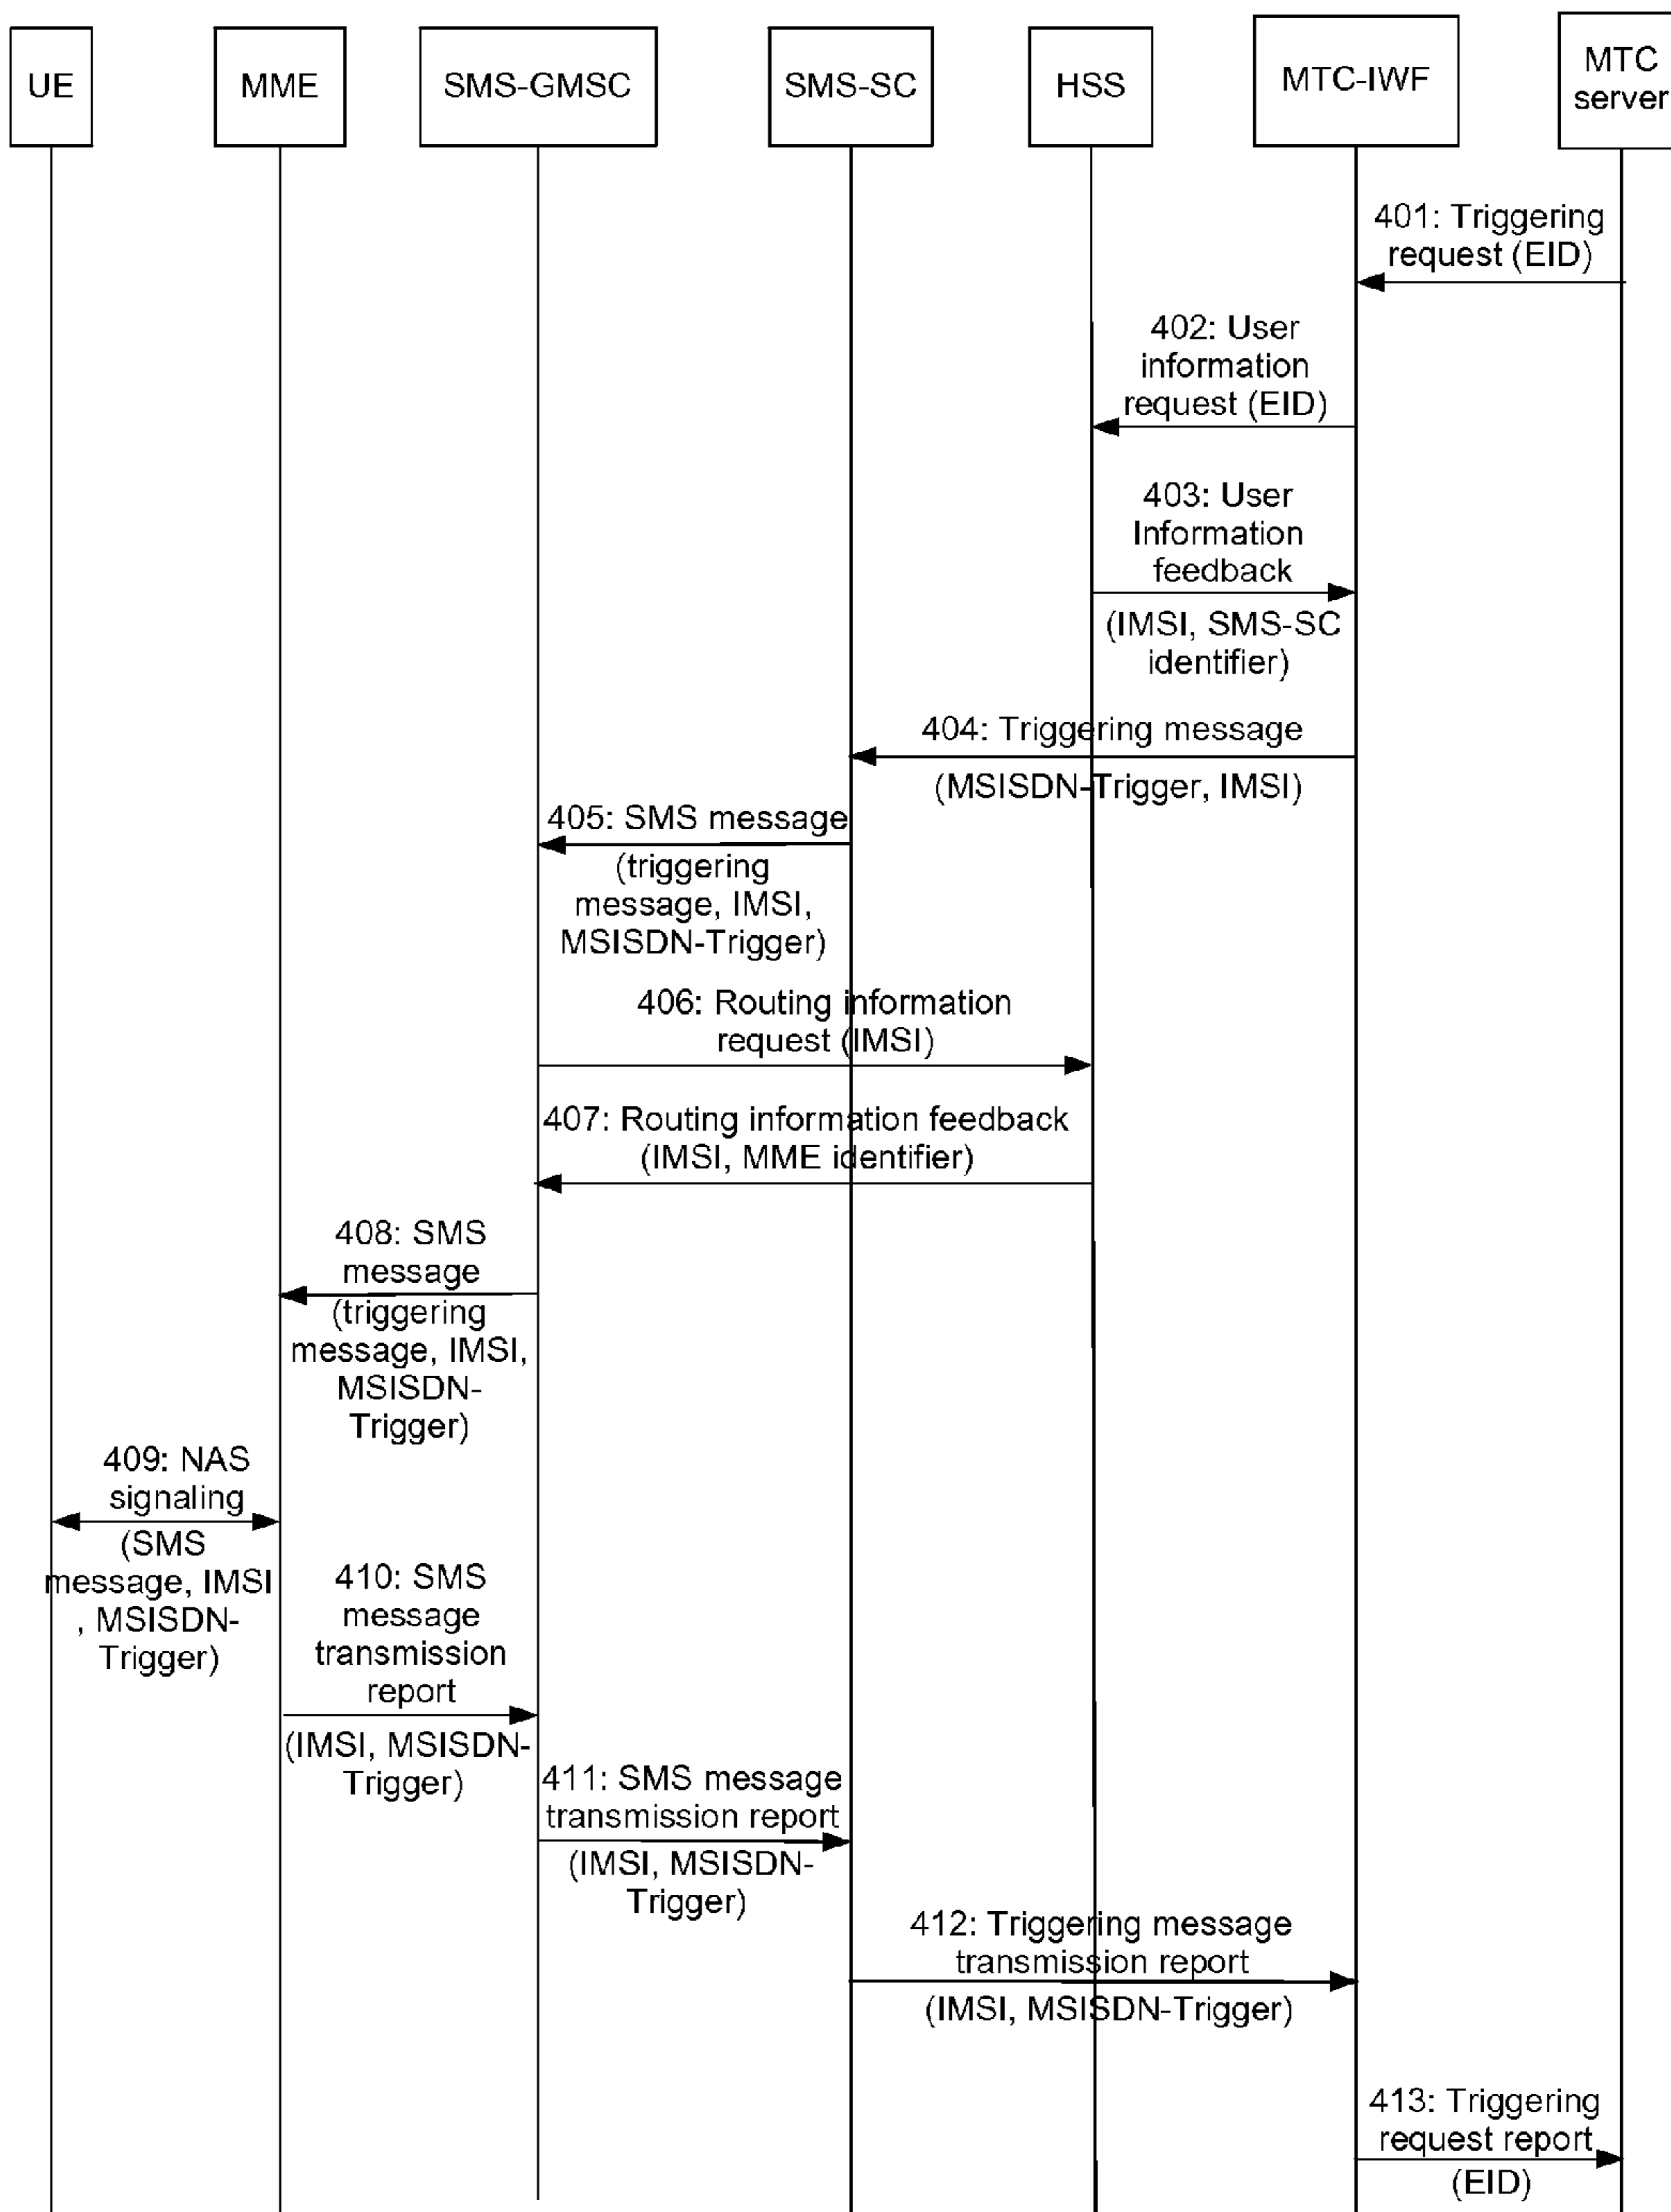 UE
MME
SMS-GMSC
SMS-SC
HSS
MTC-IWF
MTC
server
401: Triggering
request (EID)
402: User
information
request (EID)
403: User
Information
feedback
(IMSI, SMS-SC
identifier)
404: Triggering message
(MSISDN-Trigger, IMSI)
405: SMS message
(triggering
message, IMSI,
MSISDN-Trigger)
406: Routing information
request (IMSI)
407: Routing information feedback
(IMSI, MME identifier)
408: SMS
message
(triggering
message, IMSI,
MSISDN-
Trigger)
409: NAS
signaling
(SMS
message, IMSI
, MSISDN-
Trigger)
410: SMS
message
transmission
report
(IMSI, MSISDN-
Trigger)
411: SMS message
transmission report
(IMSI, MSISDN-
Trigger)
412: Triggering message
transmission report
(IMSI, MSISDN-Trigger)
413: Triggering
request report
(EID)